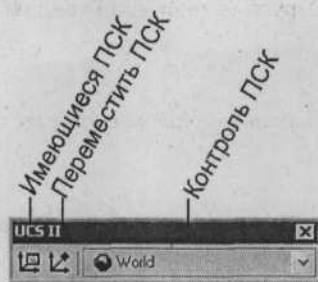 Имеющиеся ПСК
Переместить ПСК
Контроль ПСК
UCS II
World